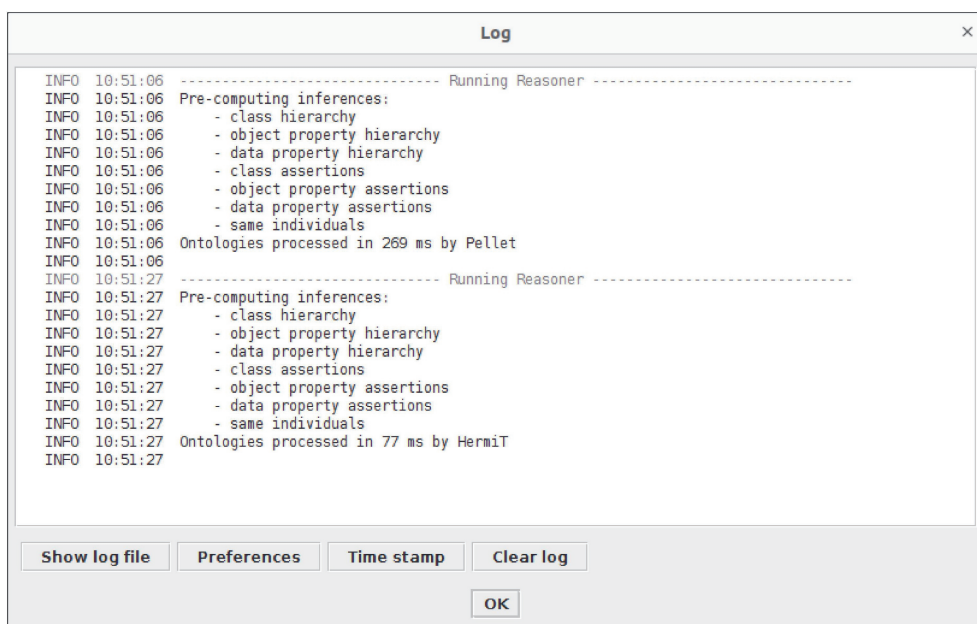 Log
×
INFO 10:51:06 ------------------------------- Running Reasoner -------------------------------
INFO 10:51:06 Pre-computing inferences:
INFO 10:51:06 - class hierarchy
INFO 10:51:06 - object property hierarchy
INFO 10:51:06 - data property hierarchy
INFO 10:51:06 - class assertions
INFO 10:51:06 - object property assertions
INFO 10:51:06 - data property assertions
INFO 10:51:06 - same individuals
INFO 10:51:06 Ontologies processed in 269 ms by Pellet
INFO 10:51:06
INFO 10:51:27 ------------------------------- Running Reasoner -------------------------------
INFO 10:51:27 Pre-computing inferences:
INFO 10:51:27 - class hierarchy
INFO 10:51:27 - object property hierarchy
INFO 10:51:27 - data property hierarchy
INFO 10:51:27 - class assertions
INFO 10:51:27 - object property assertions
INFO 10:51:27 - data property assertions
INFO 10:51:27 - same individuals
INFO 10:51:27 Ontologies processed in 77 ms by HermiT
INFO 10:51:27
Show log file Preferences Time stamp Clear log
OK